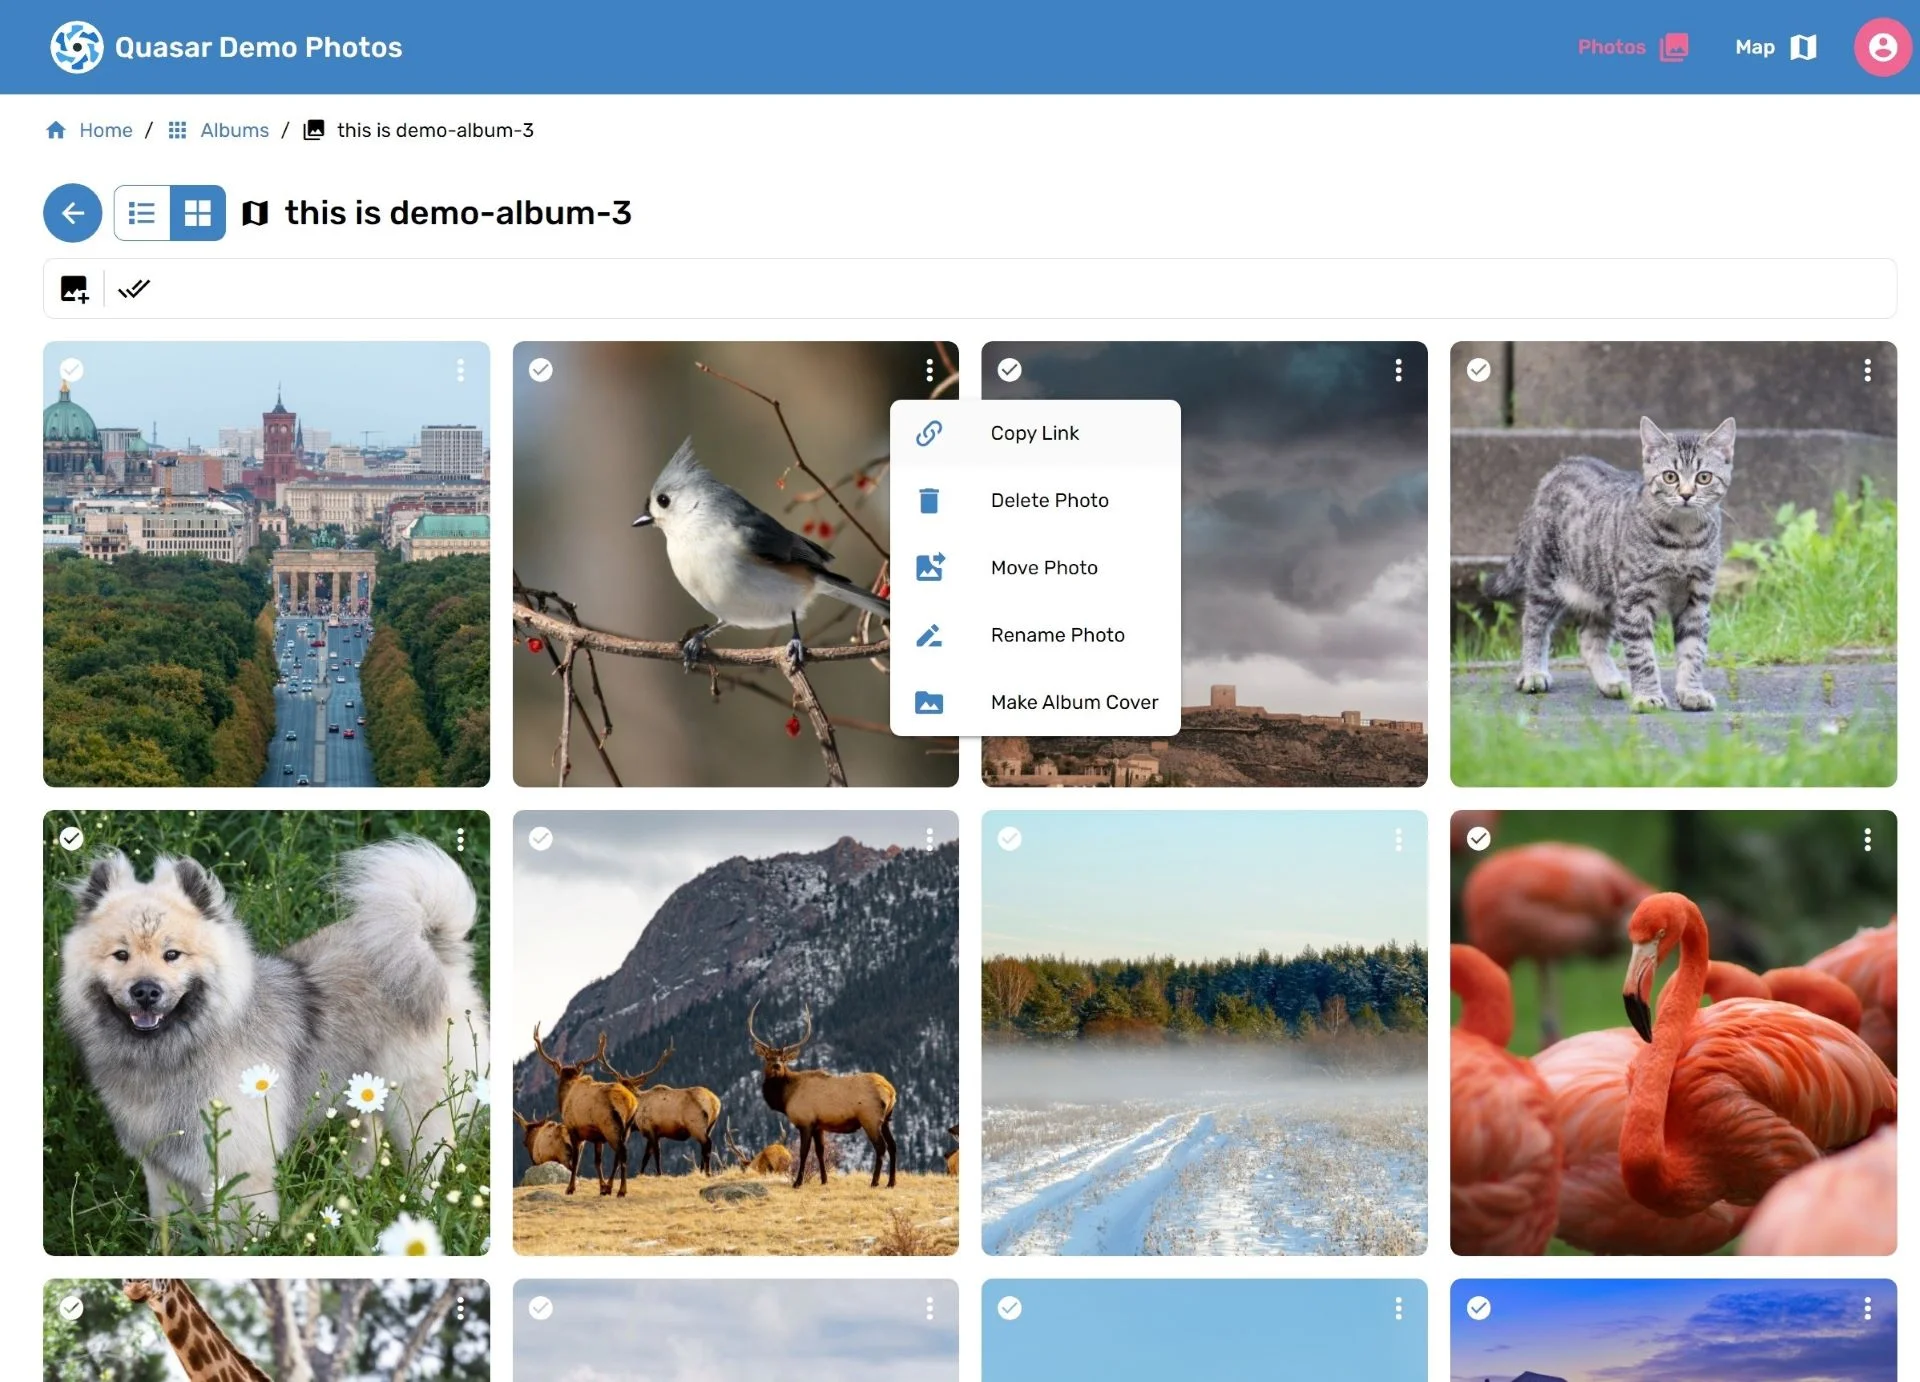 Quasar Demo Photos
Photos
Map
Home / Albums / this is demo-album-3
this is demo-album-3
Copy Link
Delete Photo
Move Photo
Rename Photo
Make Album Cover